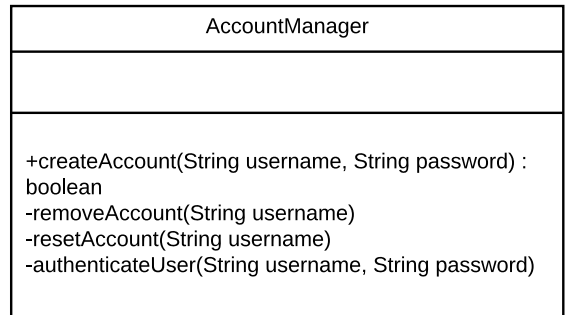 AccountManager
+createAccount(String username, String password) :
boolean
-removeAccount(String username)
-resetAccount(String username)
-authenticateUser(String username, String password)